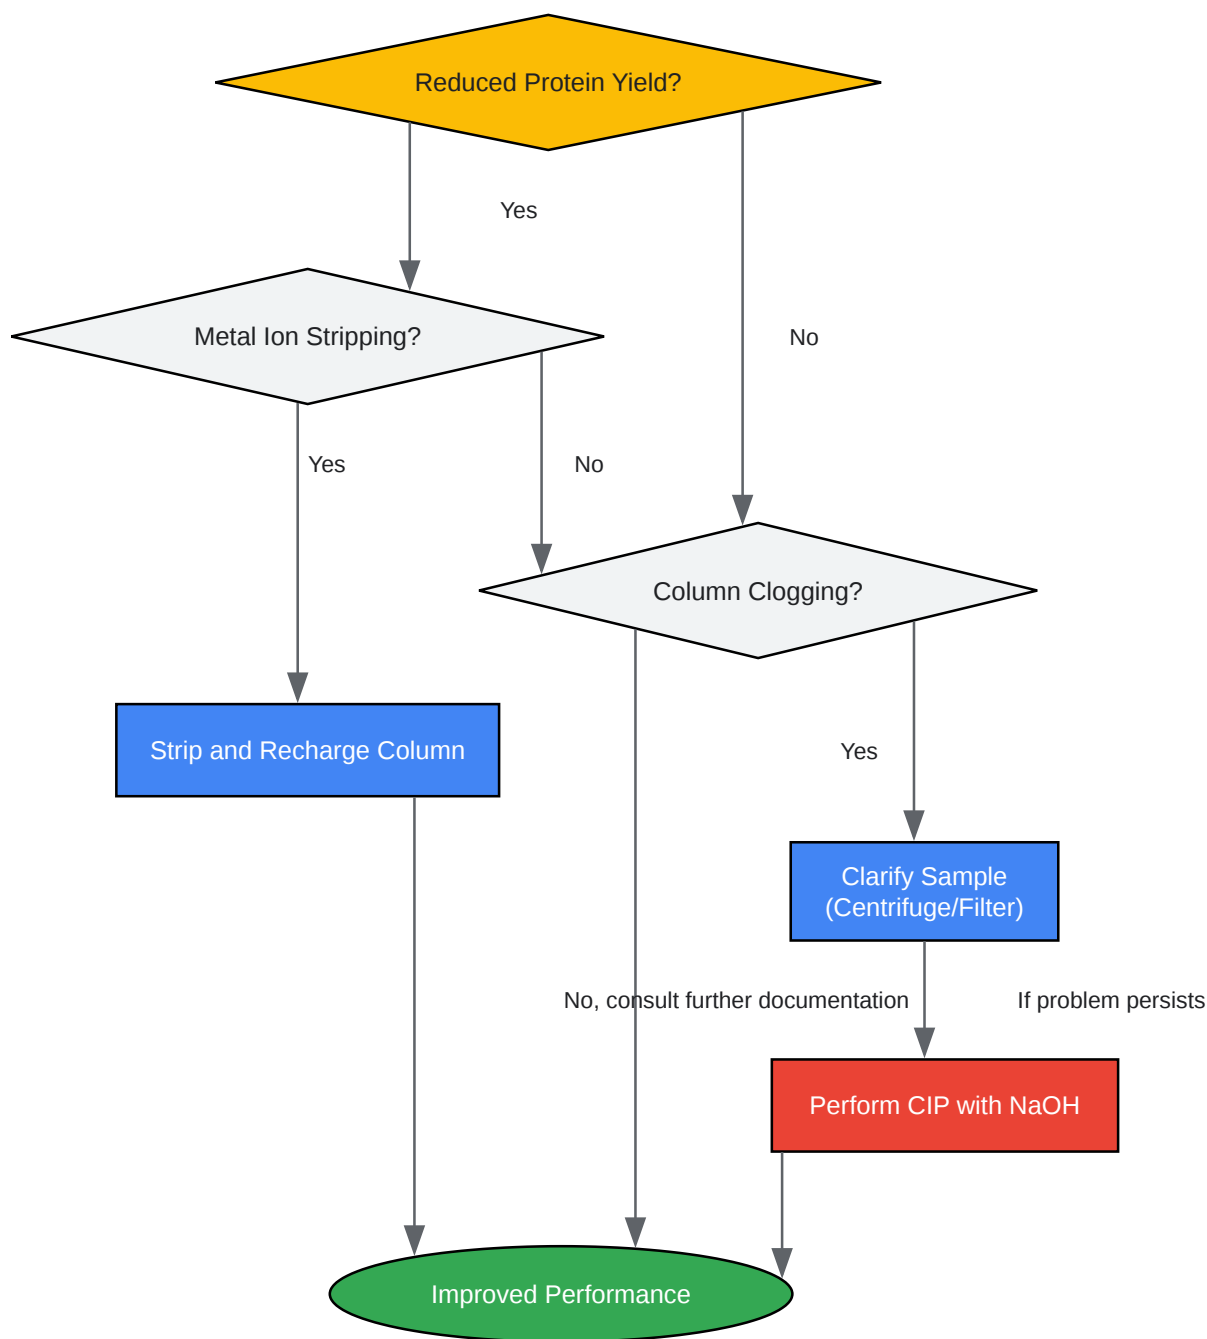 Reduced Protein Yield?
Yes
Metal Ion Stripping?
No
Yes
No
Column Clogging?
Strip and Recharge Column
Yes
Clarify Sample
(Centrifuge/Filter)
No, consult further documentation
If problem persists
Perform CIP with NaOH
Improved Performance